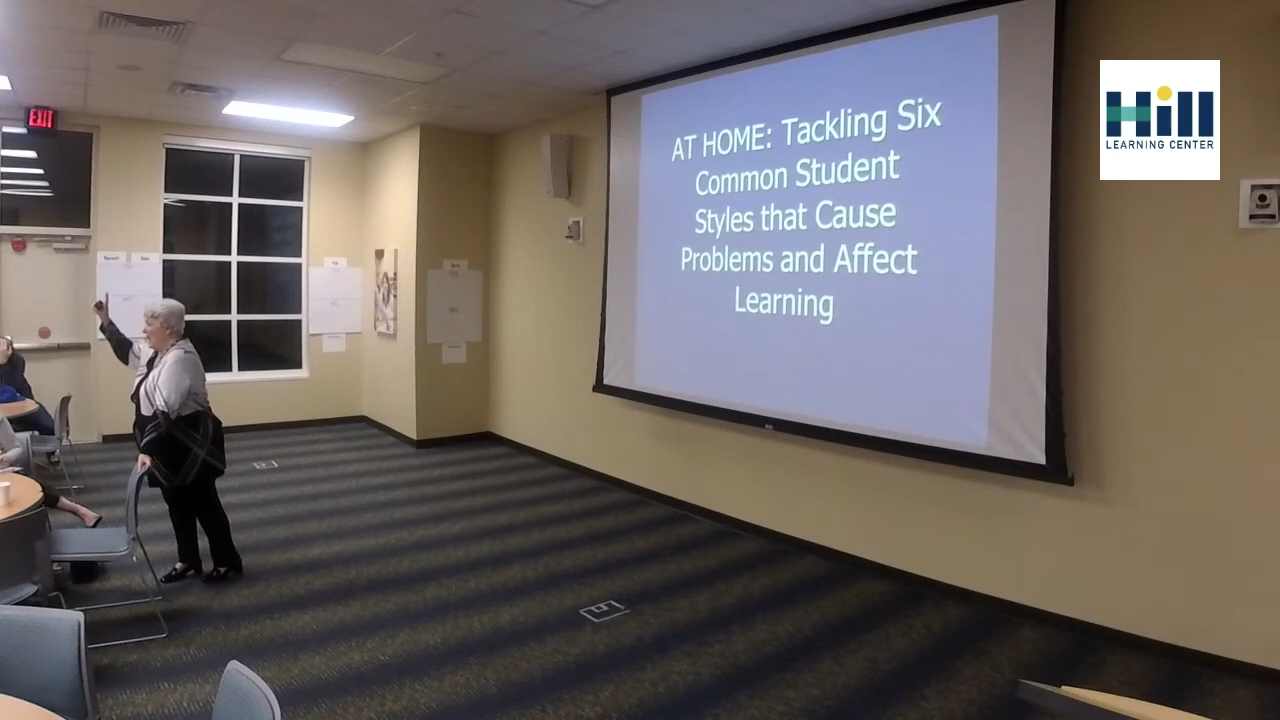 EXIT
AT HOME: Tackling Six
Common Student
Styles that Cause
Problems and Affect
Learning
Hill
LEARNING CENTER